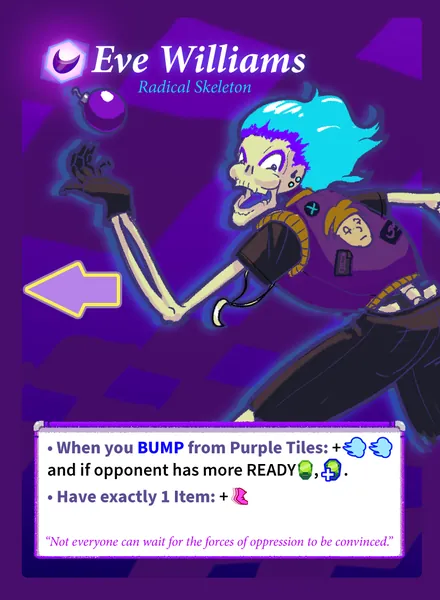 Eve Williams
Radical Skeleton
• When you BUMP from Purple Tiles: +
and if opponent has more READY , .
• Have exactly 1 Item: +
“Not everyone can wait for the forces of oppression to be convinced.”